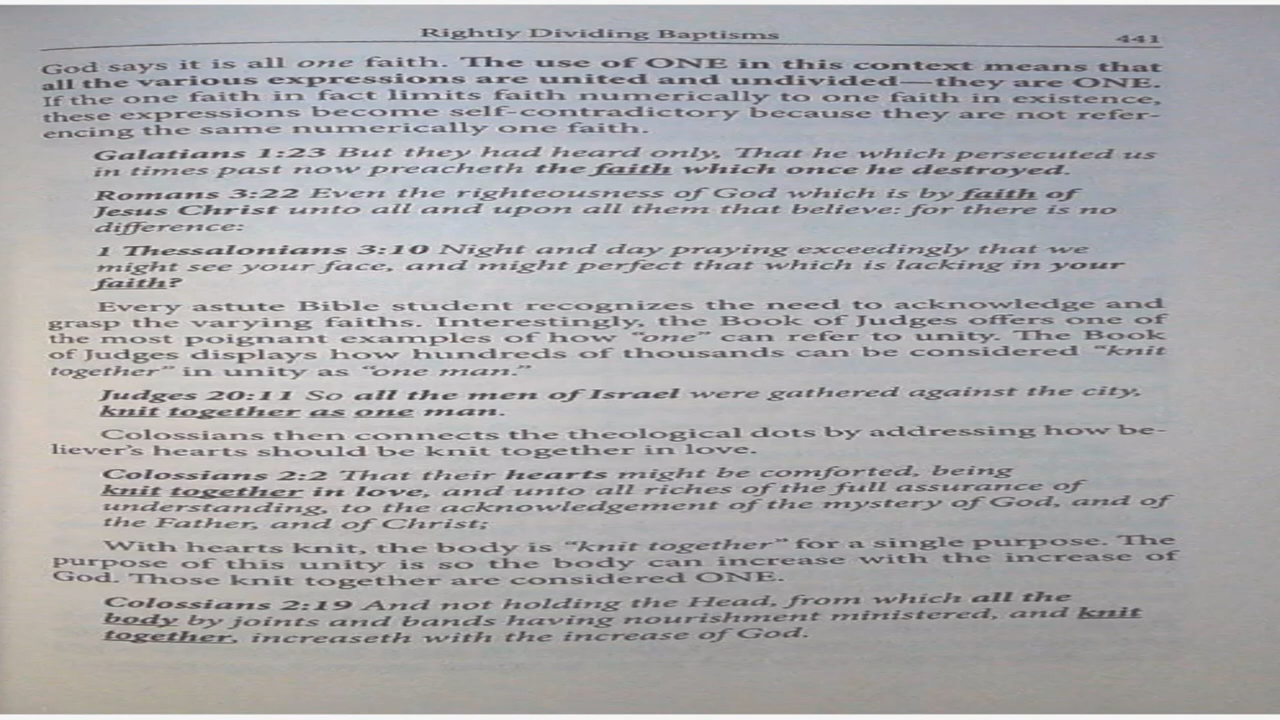 Rightly Dividing Baptisms 441
God says it is all one faith. The use of ONE in this context means that
all the various expressions are united and undivided—they are ONE.
If the one faith in fact limits faith numerically to one faith in existence,
these expressions become self-contradictory because they are not refer-
encing the same numerically one faith.
Galatians 1:23 But they had heard only, That he which persecuted us
in times past now preacheth the faith which once he destroyed.
Romans 3:22 Even the righteousness of God which is by faith of
Jesus Christ unto all and upon all them that believe: for there is no
difference:
1 Thessalonians 3:10 Night and day praying exceedingly that we
might see your face, and might perfect that which is lacking in your
faith?
Every astute Bible student recognizes the need to acknowledge and
grasp the varying faiths. Interestingly, the Book of Judges offers one of
the most poignant examples of how "one" can refer to unity. The Book
of Judges displays how hundreds of thousands can be considered "knit
together" in unity as "one man."
Judges 20:11 So all the men of Israel were gathered against the city,
knit together as one man.
Colossians then connects the theological dots by addressing how be-
liever's hearts should be knit together in love.
Colossians 2:2 That their hearts might be comforted, being
knit together in love, and unto all riches of the full assurance of
understanding, to the acknowledgement of the mystery of God, and of
the Father, and of Christ;
With hearts knit, the body is "knit together" for a single purpose. The
purpose of this unity is so the body can increase with the increase of
God. Those knit together are considered ONE.
Colossians 2:19 And not holding the Head, from which all the
body by joints and bands having nourishment ministered, and knit
together, increaseth with the increase of God.